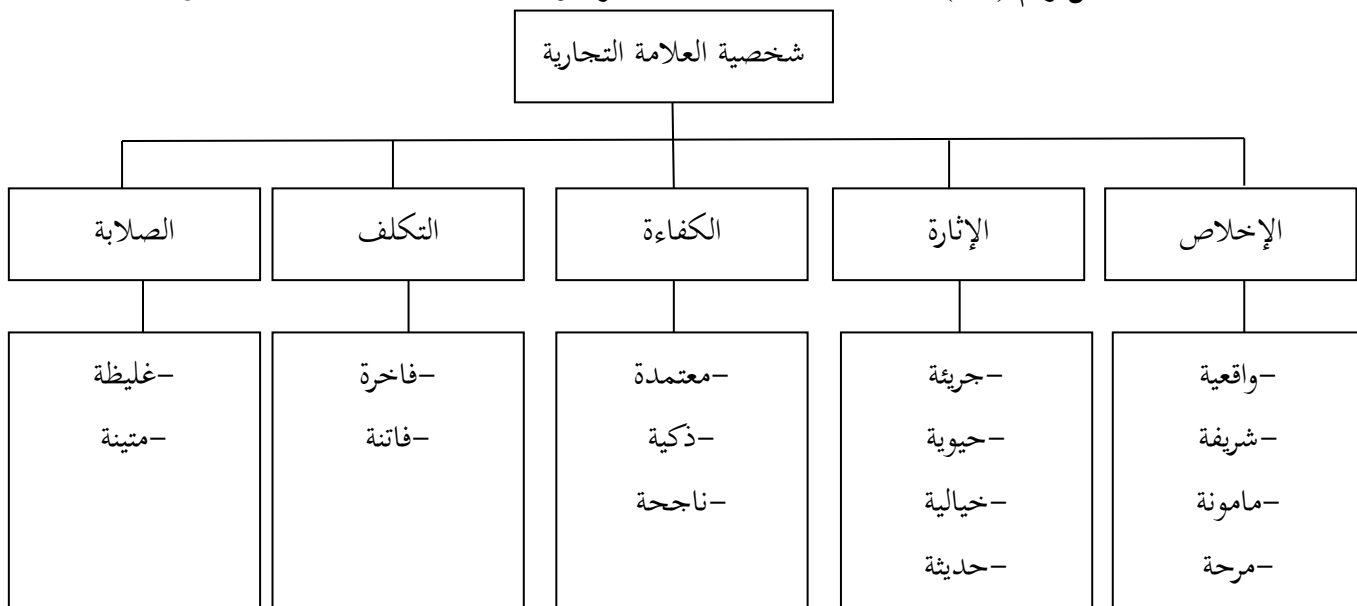 شخصية العلامة التجارية
الإخلاص
الإثارة
الكفاءة
التكلف
الصلابة
–واقعية
–شريفة
–مامونة
–مرحة
–جريئة
–حيوية
–خيالية
–حديثة
–معتمدة
–ذكية
–ناجحة
–فاخرة
–فاتنة
–غليظة
–متينة